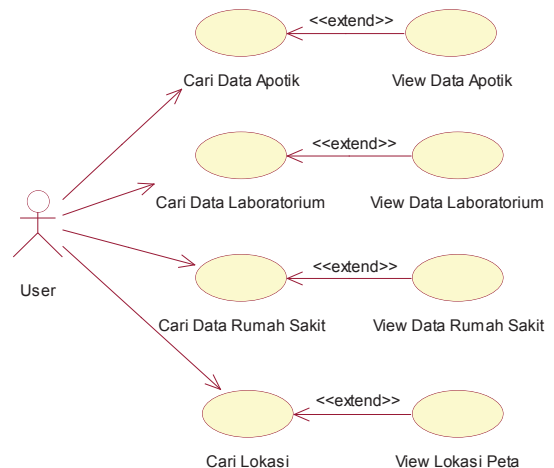 <<extend>>
Cari Data Apotik
View Data Apotik
<<extend>>
Cari Data Laboratorium
View Data Laboratorium
User
<<extend>>
Cari Data Rumah Sakit
View Data Rumah Sakit
<<extend>>
Cari Lokasi
View Lokasi Peta